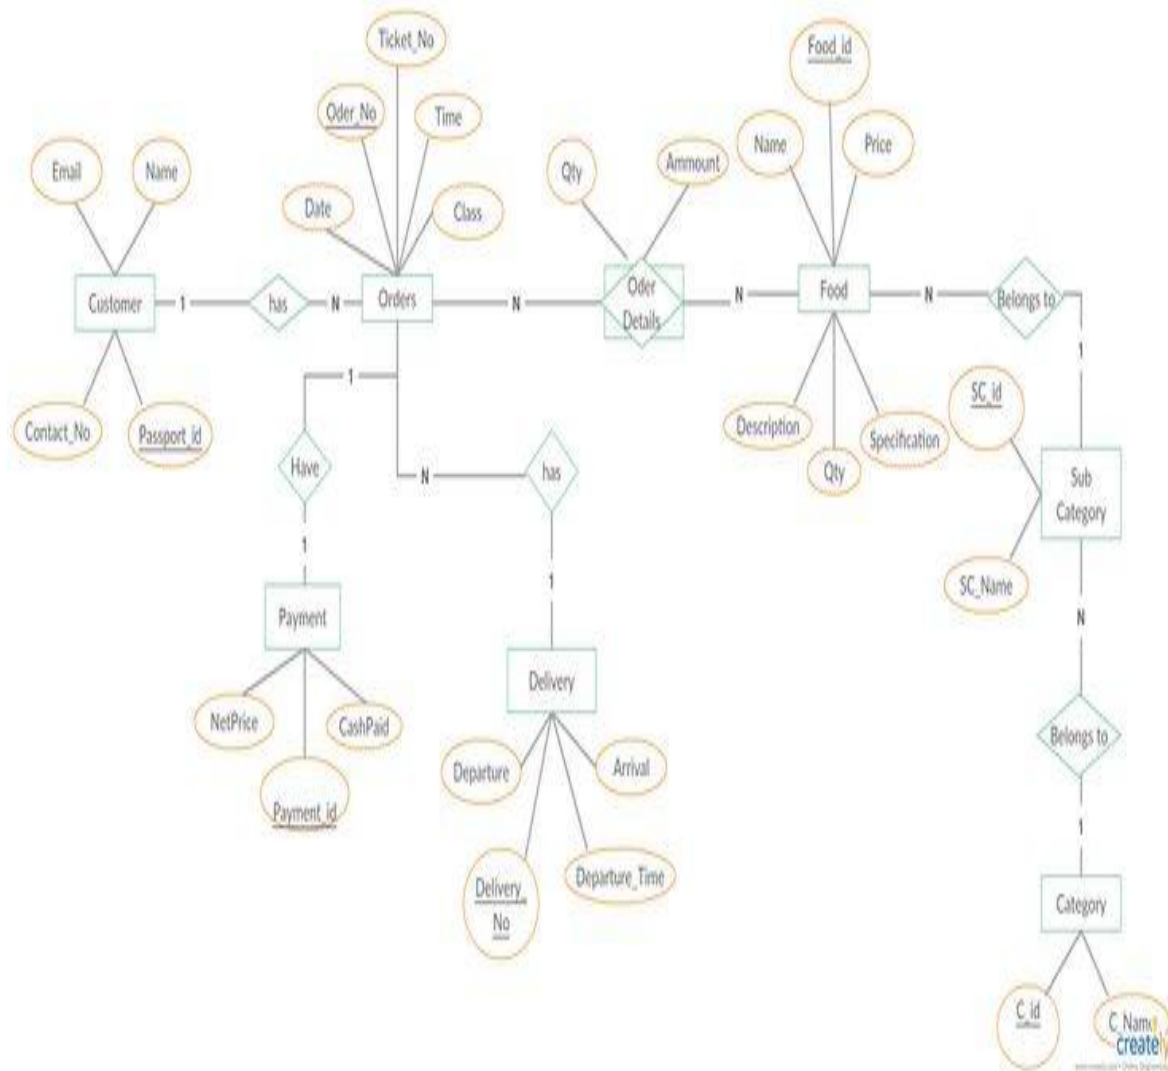 Ticket_No
Oder_No
Time
Date
Class
Email
Name
Customer
Contact_No
Passport_id
1
has
N
Orders
N
Qty
Ammount
Oder
Details
N
Food_id
Name
Price
Food
Description
Qty
Specification
N
Belongs to
1
SC_id
Sub
Category
SC_Name
N
Belongs to
1
Category
C_id
C_Name
1
Have
1
Payment
NetPrice
CashPaid
Payment_id
N
has
1
Delivery
Departure
Arrival
Delivery_
No
Departure_Time
creately